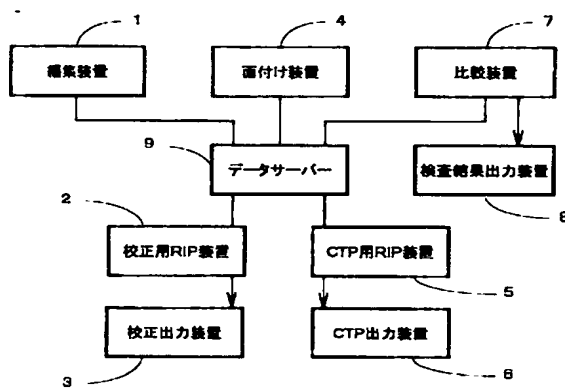 1
4
7
編集装置
面付け装置
比較装置
9
データサーバー
検査結果出力装置
8
2
校正用RIP装置
CTP用RIP装置
5
校正出力装置
CTP出力装置
3
6